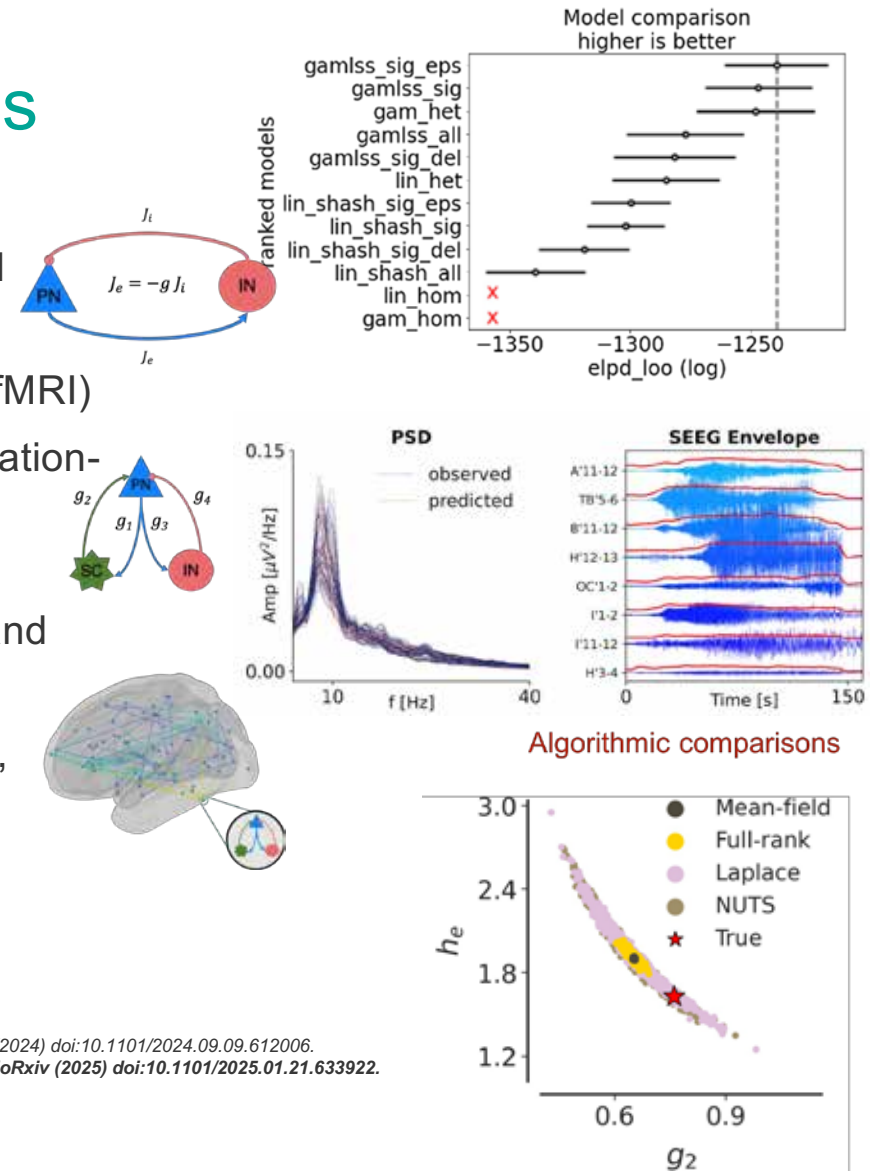 s
Model comparison
higher is better
ranked models
gamlss_sig_eps
gamlss_sig
gam_het
gamlss_all
gamlss_sig_del
lin_het
lin_shash_sig_eps
lin_shash_sig
lin_shash_sig_del
lin_shash_all
lin_hom
gam_hom
X
X
−1350
−1300
−1250
elpd_loo (log)
J_i
PN
J_e = −g J_i
IN
J_e
fMRI)
ation-
PN
g_2
g_1
g_3
g_4
SC
IN
nd
,
PSD
0.15
Amp [μV²/Hz]
0.00
observed
predicted
10
40
f [Hz]
SEEG Envelope
A'11-12
TB'5-6
B'11-12
H'12-13
OC'1-2
I'1-2
I'11-12
H'3-4
0
150
Time [s]
Algorithmic comparisons
3.0
2.4
1.8
1.2
h_e
Mean-field
Full-rank
Laplace
NUTS
True
0.6
0.9
g_2
2024) doi:10.1101/2024.09.09.612006.
oRxiv (2025) doi:10.1101/2025.01.21.633922.